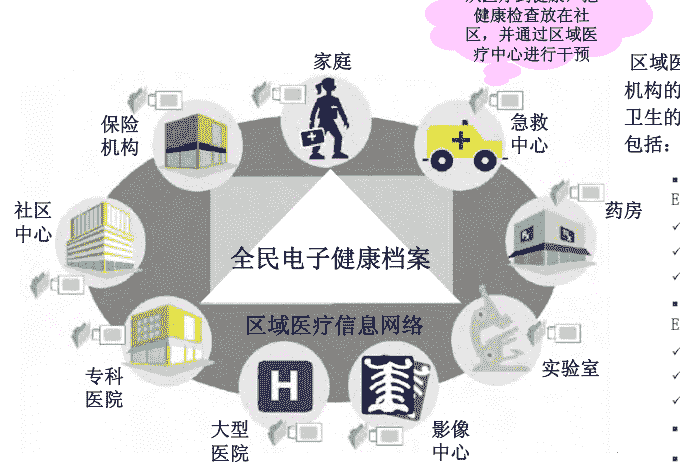 健康检查放在社
区，并通过区域医
疗中心进行干预
家庭
区域医
机构的
卫生的
包括：
保险
机构
急救
中心
社区
中心
药房
E
✓
✓
✓
全民电子健康档案
区域医疗信息网络
E
✓
✓
✓
专科
医院
实验室
H
大型
医院
影像
中心